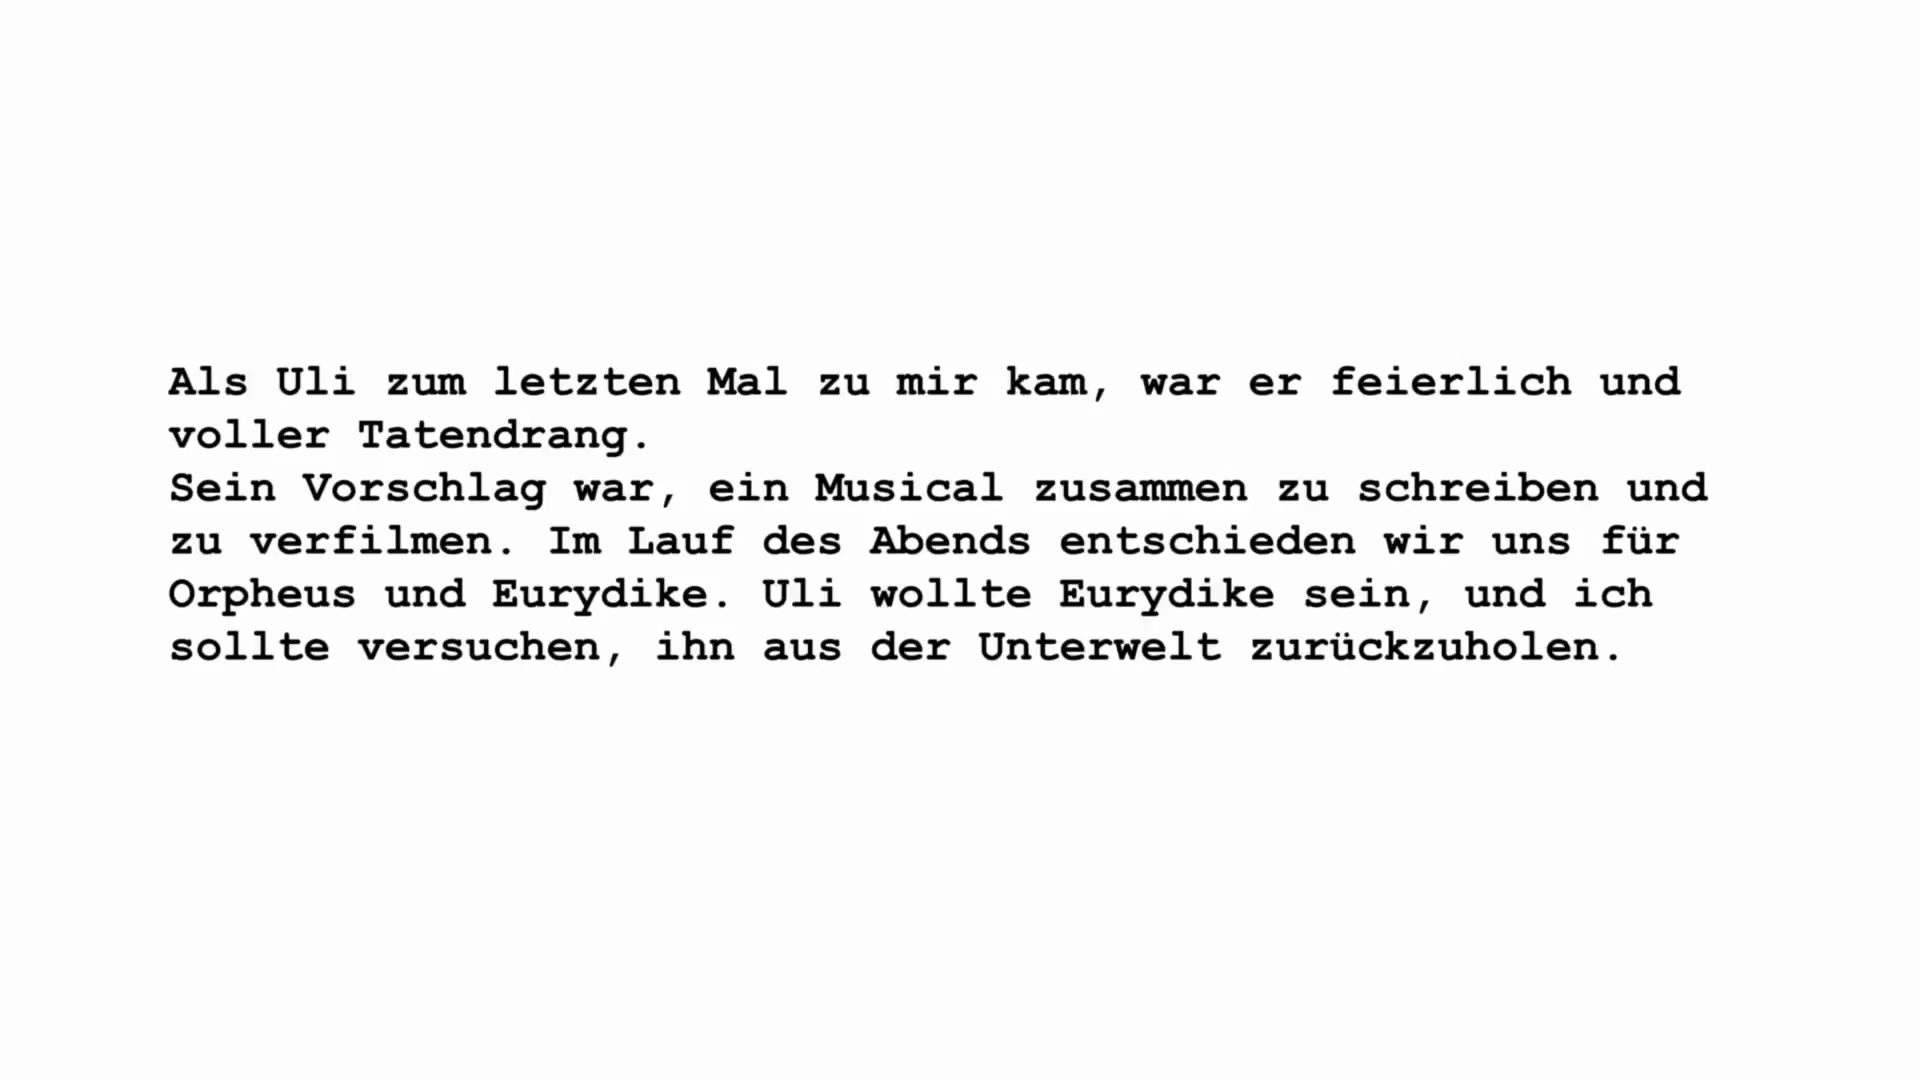 Als Uli zum letzten Mal zu mir kam, war er feierlich und
voller Tatendrang.
Sein Vorschlag war, ein Musical zusammen zu schreiben und
zu verfilmen. Im Lauf des Abends entschieden wir uns für
Orpheus und Eurydike. Uli wollte Eurydike sein, und ich
sollte versuchen, ihn aus der Unterwelt zurückzuholen.